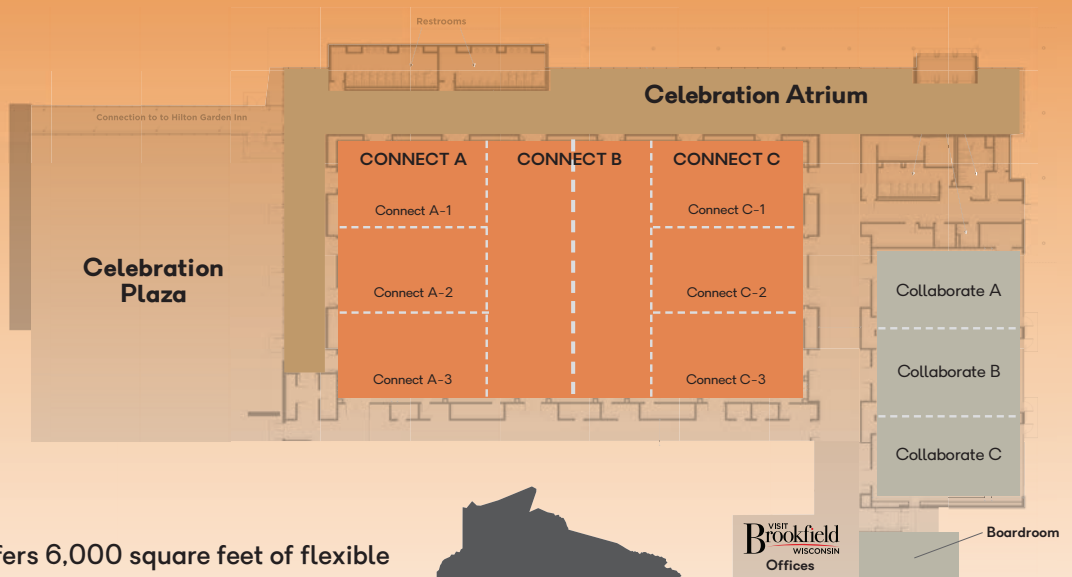 Restrooms
Celebration Atrium
Connection to to Hilton Garden Inn
CONNECT A
CONNECT B
CONNECT C
Connect A-1
Connect C-1
Celebration
Plaza
Connect A-2
Connect C-2
Connect A-3
Connect C-3
Collaborate A
Collaborate B
Collaborate C
VISIT
Brookfield
WISCONSIN
Offices
Boardroom
fers 6,000 square feet of flexible